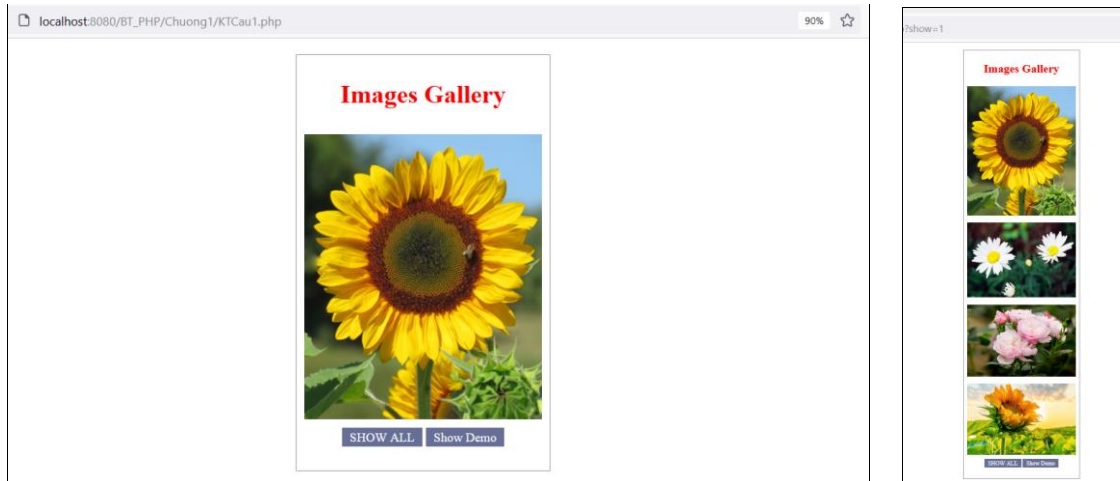 localhost:8080/BT_PHP/Chuong1/KTCau1.php
90%
Images Gallery
SHOW ALL
Show Demo
?show=1
Images Gallery
SHOW ALL
Show Demo